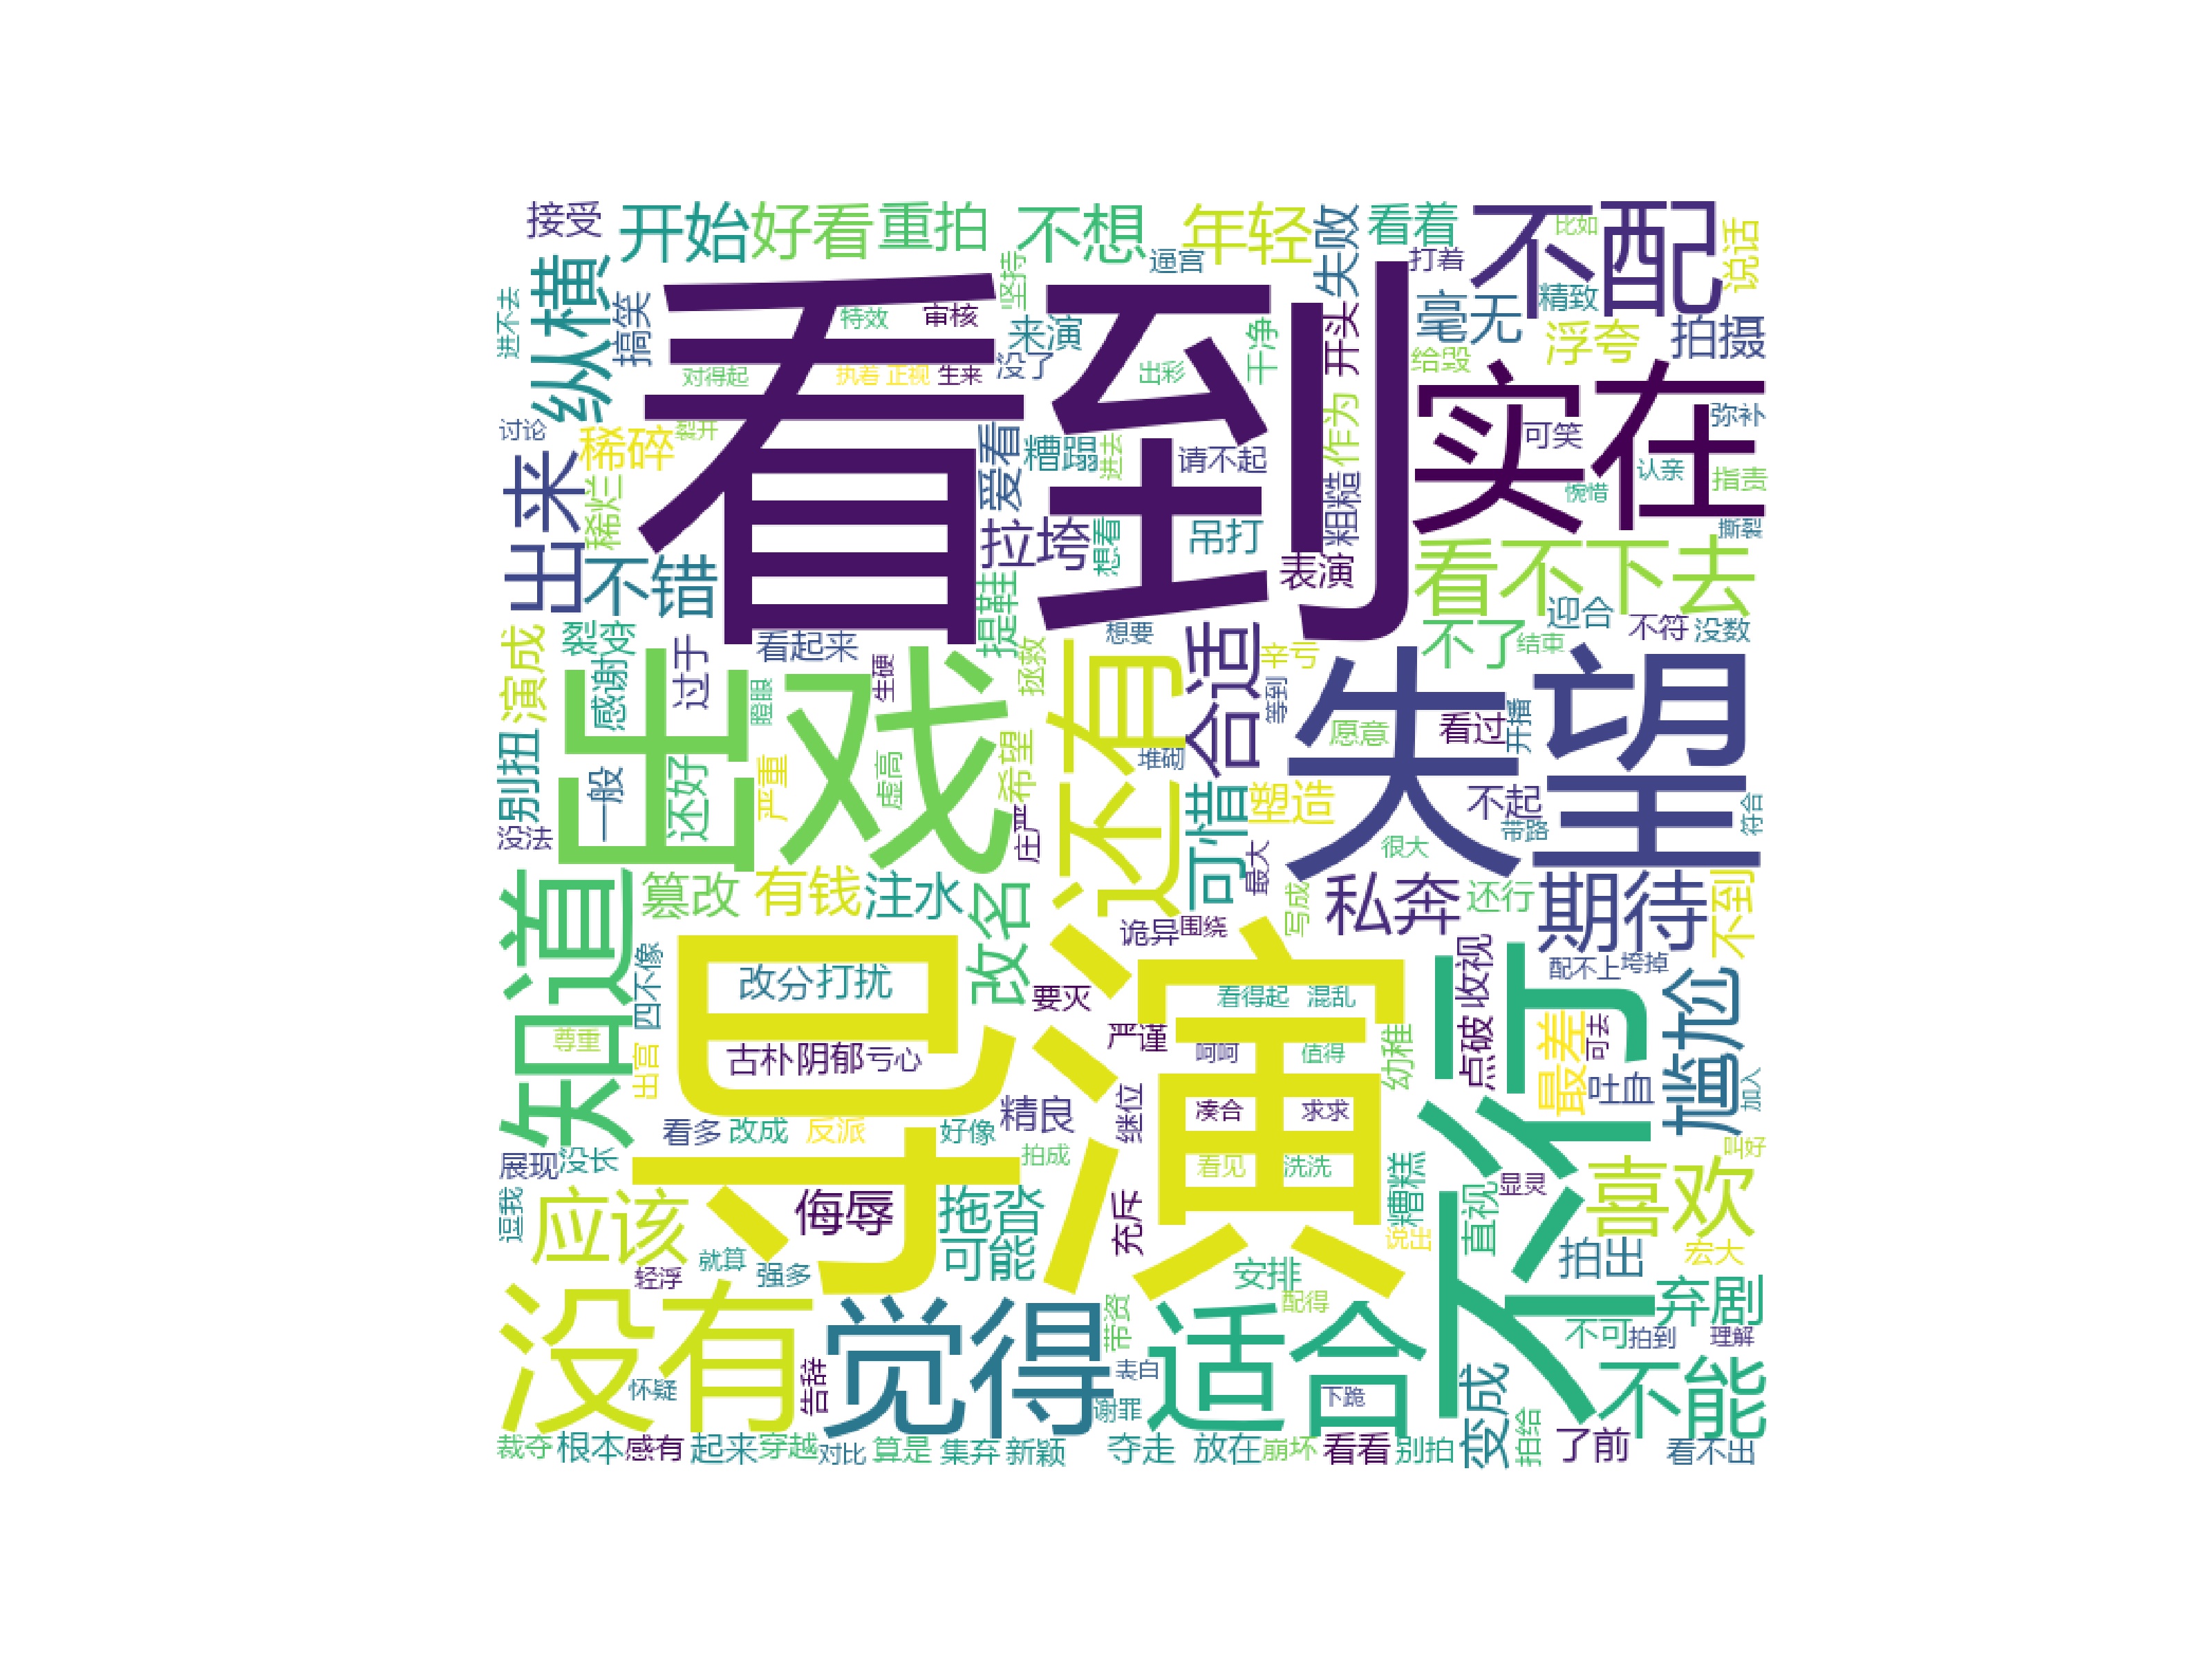 接受
开始
好看
重拍
不想
年轻
看着
不配
比如
说话
失败
打着
逼宫
坚持
纵横
进不去
搞笑
特效
审核
来演
没了
看到
对得起
执着
正视
生来
出彩
干净
开头
毫无
精致
浮夸
拍摄
给毁
实在
讨论
稀碎
裂开
爱看
糟蹋
进去
请不起
作为
可笑
弥补
认亲
指责
惋惜
撕裂
出来
稀烂
不错
拉垮
想看
吊打
粗糙
表演
看不下去
提鞋
裂变
感谢
过于
看起来
生硬
想要
拯救
合适
辛亏
等到
不了
迎合
不符
没数
结束
演成
出戏
瞪眼
还有
失望
愿意
看过
开播
别扭
一般
还好
严重
虚高
希望
堆砌
可惜
塑造
不起
带路
符合
没法
庄严
最大
很大
知道
篡改
有钱
注水
改名
诡异
围绕
写成
私奔
还行
期待
不到
四不像
改分
打扰
要灭
看得起
混乱
收视
配不上
垮掉
尴尬
尊重
出宫
古朴
阴郁
亏心
严谨
呵呵
值得
幼稚
点破
最差
可去
吐血
加入
导演
不行
看多
改成
反派
好像
精良
继位
凑合
求求
展现
没长
拍成
看见
洗洗
糟糕
显灵
叫好
逗我
应该
侮辱
拖沓
充斥
说出
直视
喜欢
就算
轻浮
强多
可能
安排
配得
拍出
宏大
弃剧
没有
觉得
带资
适合
不可
拍到
理解
怀疑
告辞
表白
谢罪
下跪
变成
不能
裁夺
根本
感有
起来
穿越
对比
算是
集弃
新颖
夺走
放在
崩坏
看看
别拍
拍给
了前
看不出